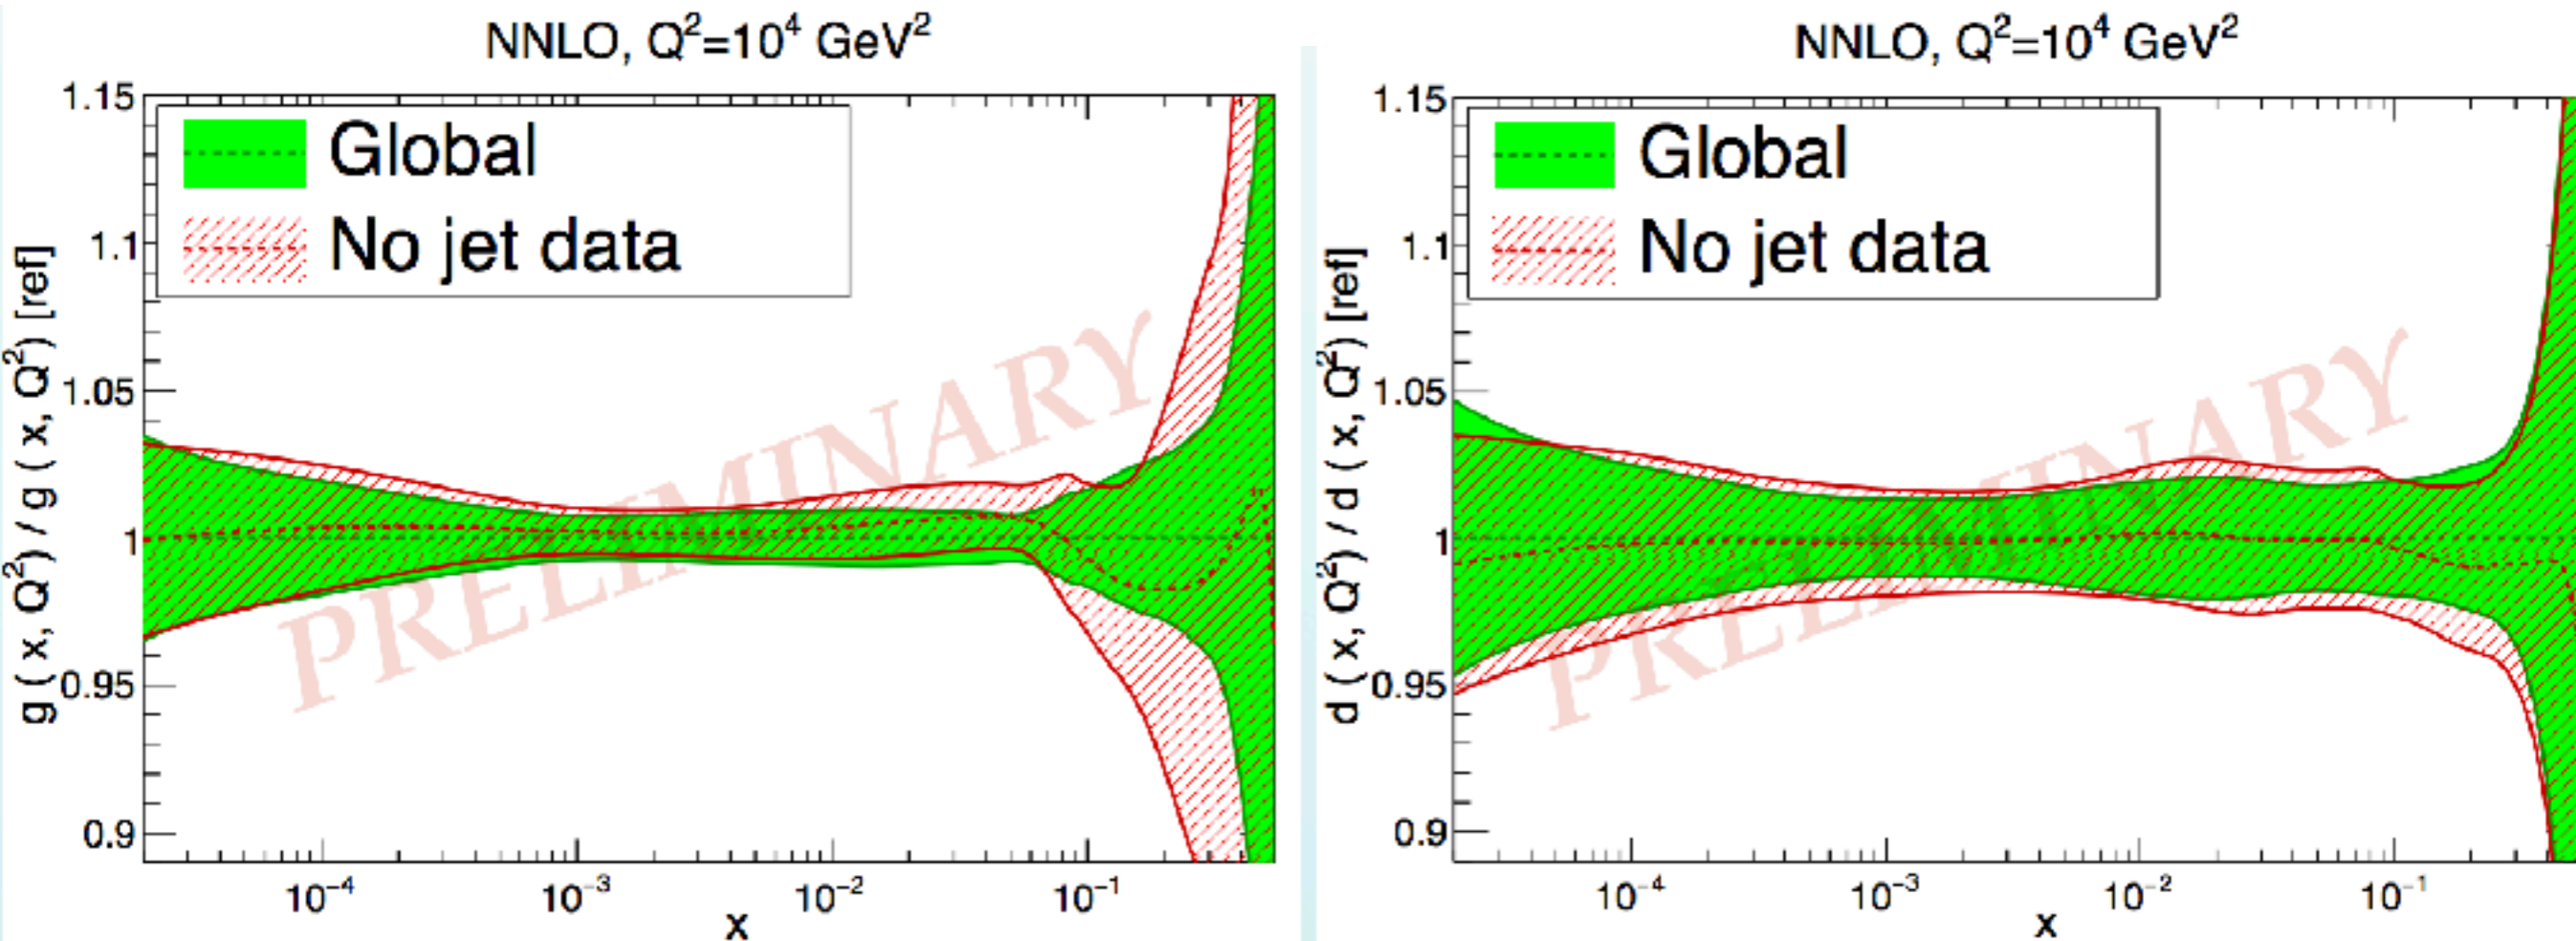 NNLO, Q²=10⁴ GeV²
g ( x, Q²) / g ( x, Q²) [ref]
1.15
1.1
1.05
1
0.95
0.9
Global
No jet data
PRELIMINARY
10⁻⁴
10⁻³
10⁻²
10⁻¹
x
NNLO, Q²=10⁴ GeV²
d ( x, Q²) / d ( x, Q²) [ref]
1.15
1.1
1.05
1
0.95
0.9
Global
No jet data
PRELIMINARY
10⁻⁴
10⁻³
10⁻²
10⁻¹
x